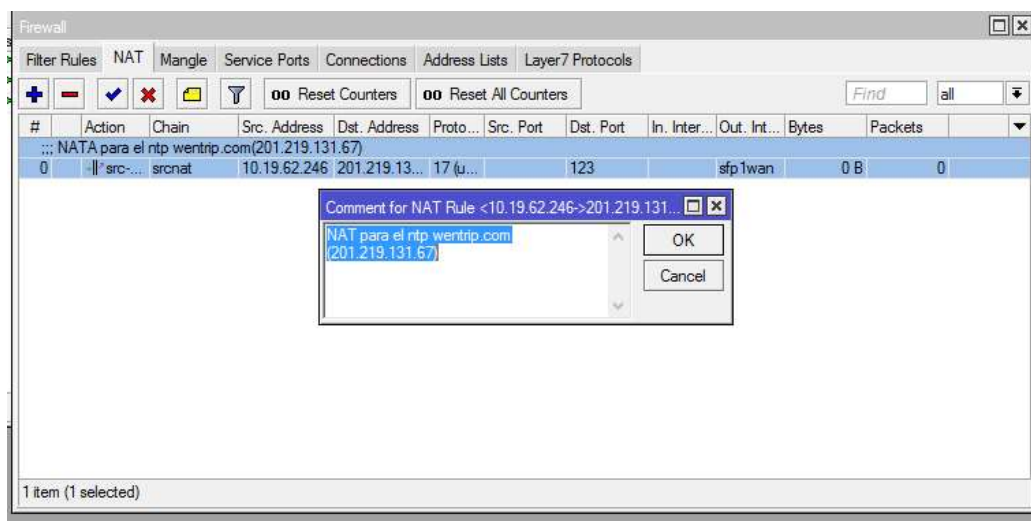 Firewall
Filter Rules NAT Mangle Service Ports Connections Address Lists Layer7 Protocols
00 Reset Counters 00 Reset All Counters Find all
# Action Chain Src. Address Dst. Address Proto... Src. Port Dst. Port In. Inter... Out. Int... Bytes Packets
;;; NATA para el ntp wentrip.com(201.219.131.67)
0 src-... srcnat 10.19.62.246 201.219.13... 17 (u... 123 sfp1wan 0 B 0
Comment for NAT Rule <10.19.62.246->201.219.131...
NAT para el ntp wentrip.com
(201.219.131.67)
OK
Cancel
1 item (1 selected)